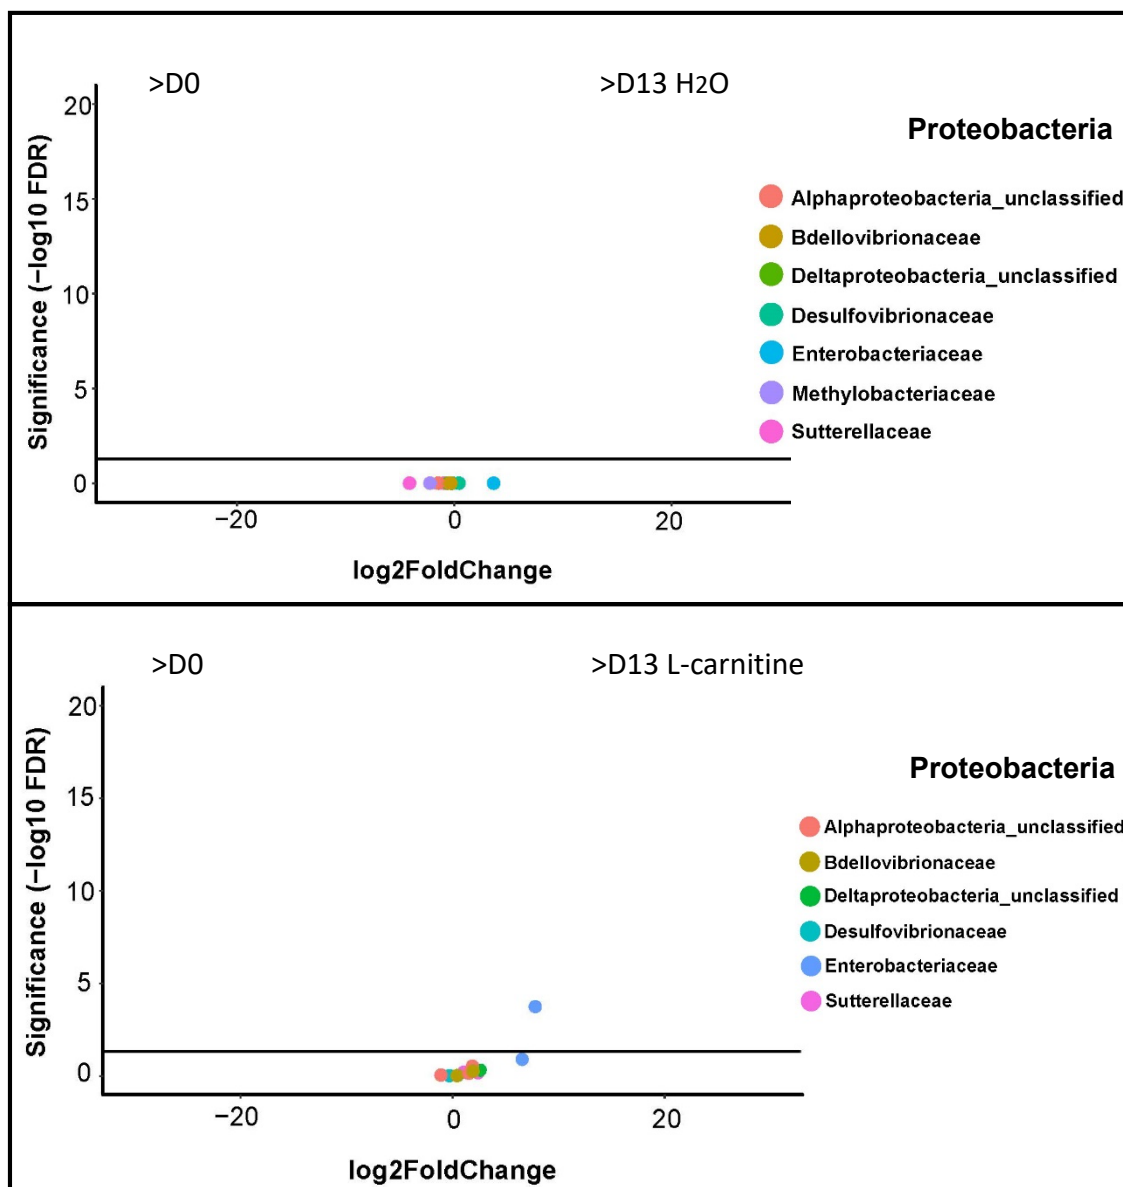 >D0
>D13 H2O
Proteobacteria
Significance (−log10 FDR)
20
15
10
5
0
−20
0
20
log2FoldChange
Alphaproteobacteria_unclassified
Bdellovibrionaceae
Deltaproteobacteria_unclassified
Desulfovibrionaceae
Enterobacteriaceae
Methylobacteriaceae
Sutterellaceae
>D0
>D13 L-carnitine
Proteobacteria
Significance (−log10 FDR)
20
15
10
5
0
−20
0
20
log2FoldChange
Alphaproteobacteria_unclassified
Bdellovibrionaceae
Deltaproteobacteria_unclassified
Desulfovibrionaceae
Enterobacteriaceae
Sutterellaceae